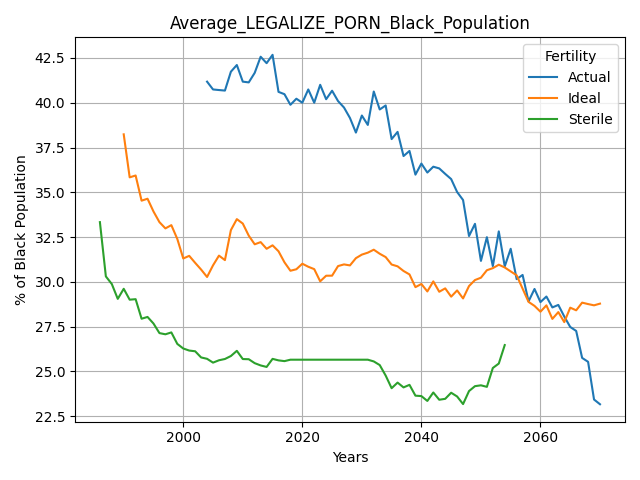 Average_LEGALIZE_PORN_Black_Population
% of Black Population
42.5
40.0
37.5
35.0
32.5
30.0
27.5
25.0
22.5
Fertility
Actual
Ideal
Sterile
2000
2020
2040
2060
Years